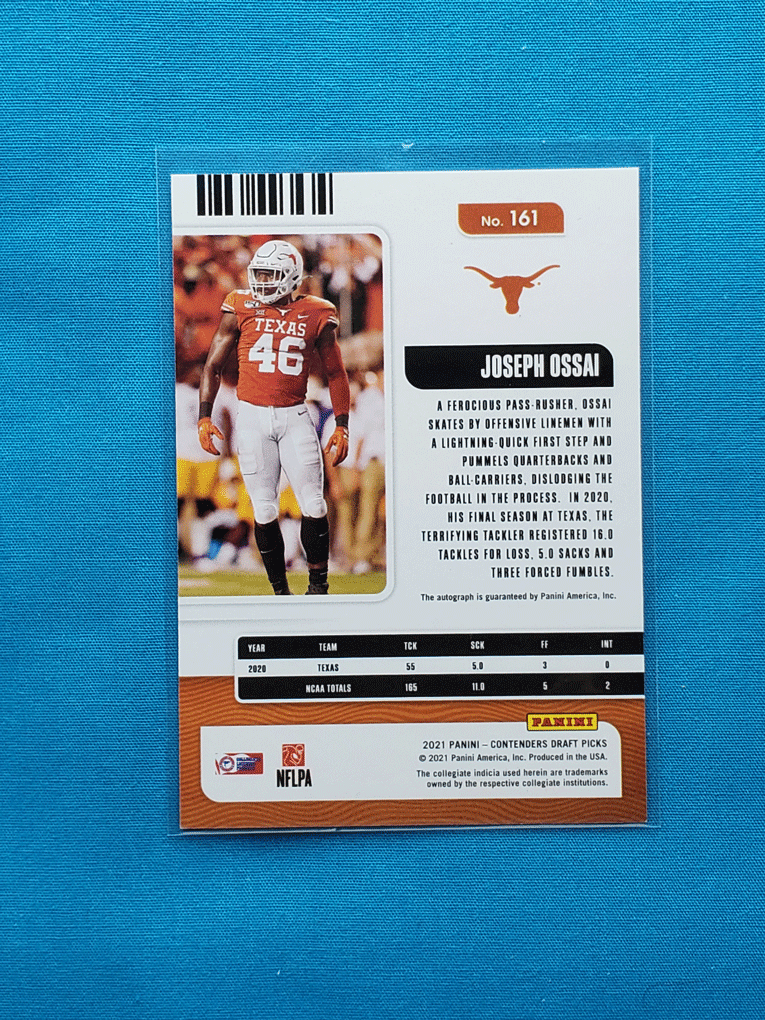 No. 161
TEXAS
46
JOSEPH OSSAI
A FEROCIOUS PASS-RUSHER, OSSAI
SKATES BY OFFENSIVE LINEMEN WITH
A LIGHTNING-QUICK FIRST STEP AND
PUMMELS QUARTERBACKS AND
BALL-CARRIERS, DISLODGING THE
FOOTBALL IN THE PROCESS. IN 2020,
HIS FINAL SEASON AT TEXAS, THE
TERRIFYING TACKLER REGISTERED 16.0
TACKLES FOR LOSS, 5.0 SACKS AND
THREE FORCED FUMBLES.
The autograph is guaranteed by Panini America, Inc.
YEAR TEAM TCK SCK FF INT
2020 TEXAS 55 5.0 3 0
NCAA TOTALS 165 11.0 5 2
PANINI
2021 PANINI – CONTENDERS DRAFT PICKS
© 2021 Panini America, Inc. Produced in the USA.
The collegiate indicia used herein are trademarks
owned by the respective collegiate institutions.
NFLPA